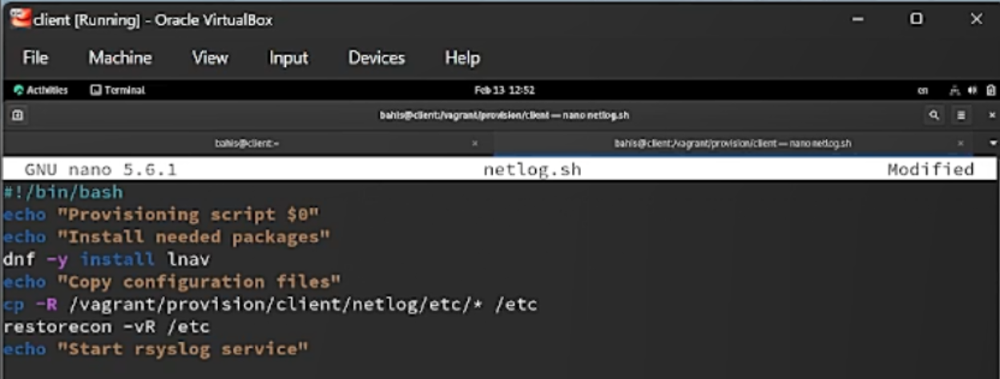 client [Running] - Oracle VirtualBox
File Machine View Input Devices Help
Activities Terminal Feb 13 12:52 en
bahis@client:/vagrant/provision/client — nano netlog.sh
bahis@client:~ bahis@client:/vagrant/provision/client — nano netlog.sh
GNU nano 5.6.1 netlog.sh Modified
#!/bin/bash
echo "Provisioning script $0"
echo "Install needed packages"
dnf -y install lnav
echo "Copy configuration files"
cp -R /vagrant/provision/client/netlog/etc/* /etc
restorecon -vR /etc
echo "Start rsyslog service"